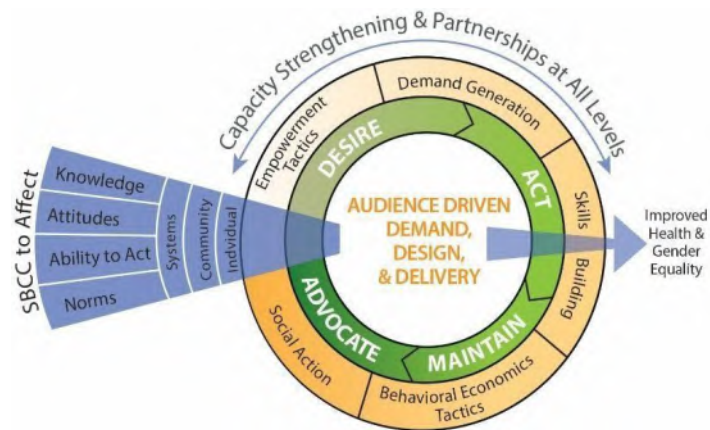 Capacity Strengthening & Partnerships at All Levels
SBCC to Affect
Knowledge
Attitudes
Ability to Act
Norms
Systems
Community
Individual
Empowerment
Tactics
Demand Generation
Skills
Building
Behavioral Economics
Tactics
Social Action
DESIRE
ACT
MAINTAIN
ADVOCATE
AUDIENCE DRIVEN
DEMAND,
DESIGN,
& DELIVERY
Improved
Health &
Gender
Equality